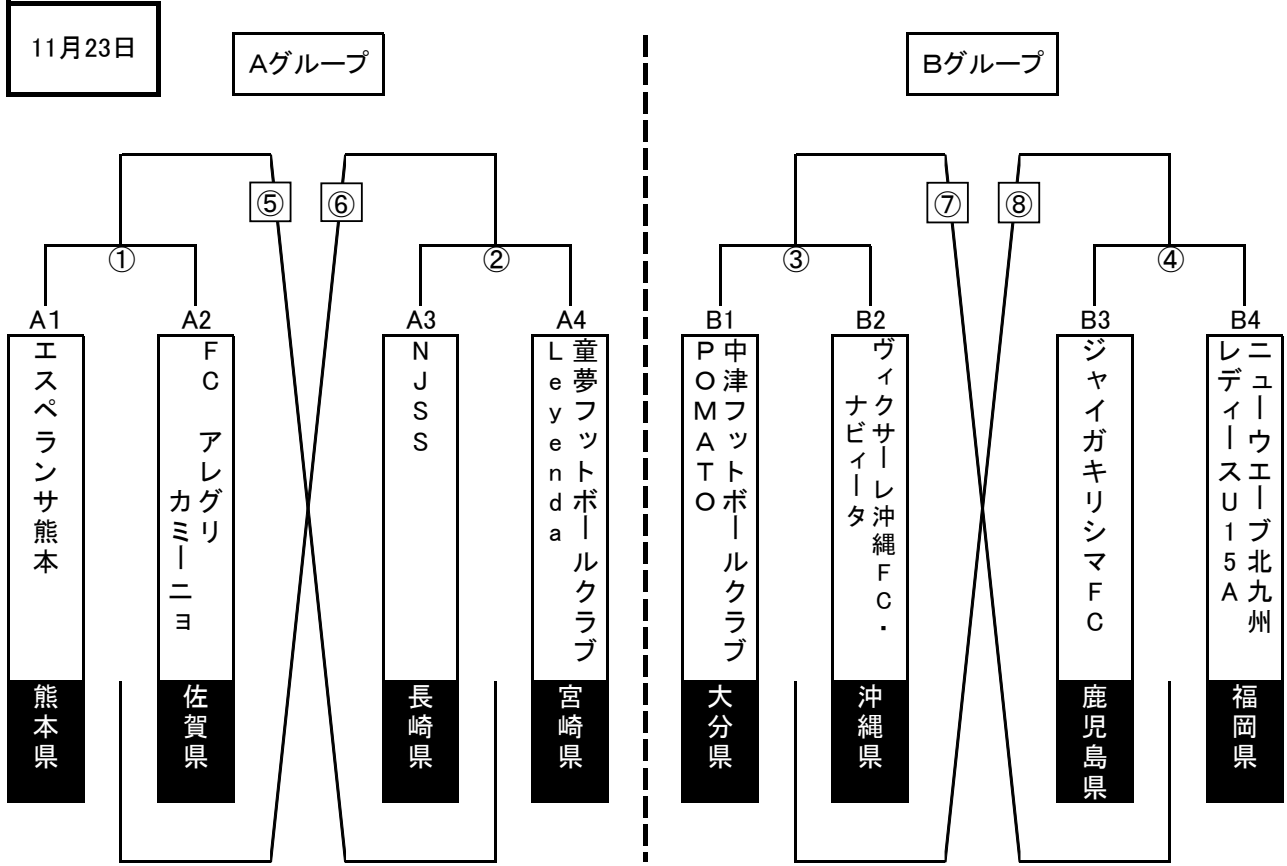 11月23日
Aグループ
Bグループ
⑤
⑥
⑦
⑧
①
②
③
④
A1
A2
A3
A4
B1
B2
B3
B4
エスペランサ熊本
FC アレグリ
カミーニョ
NJSS
童夢フットボールクラブ
Leyenda
中津フットボールクラブ
POMATO
ヴィクサーレ沖縄FC・
ナビィータ
ジャイガキリシマFC
ニューウエーブ北九州
レディースU15A
熊本県
佐賀県
長崎県
宮崎県
大分県
沖縄県
鹿児島県
福岡県